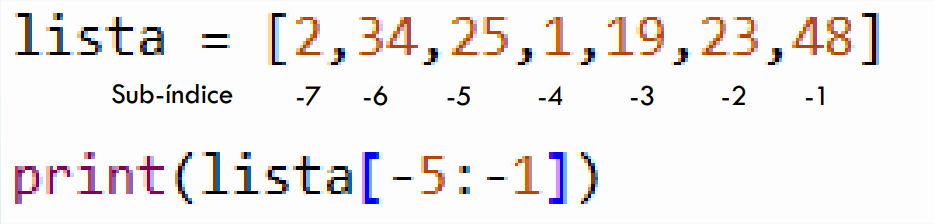 lista = [2,34,25,1,19,23,48]
Sub-índice -7 -6 -5 -4 -3 -2 -1
print(lista[-5:-1])